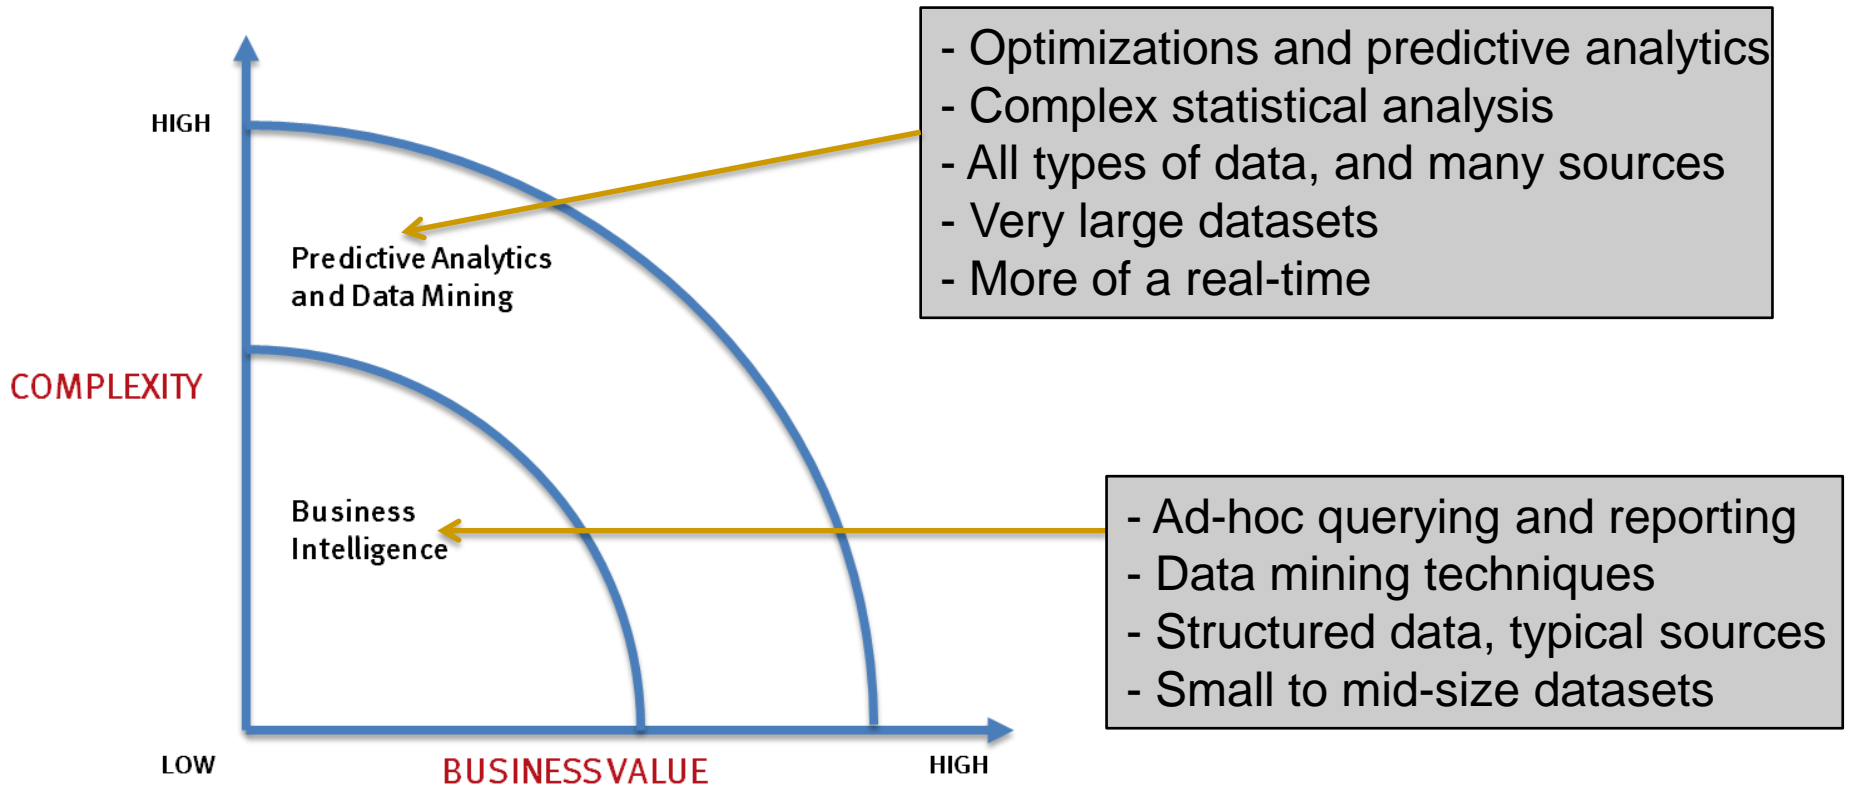 - Optimizations and predictive analytics
- Complex statistical analysis
- All types of data, and many sources
- Very large datasets
- More of a real-time
HIGH
Predictive Analytics
and Data Mining
COMPLEXITY
Business
Intelligence
- Ad-hoc querying and reporting
- Data mining techniques
- Structured data, typical sources
- Small to mid-size datasets
LOW
BUSINESS VALUE
HIGH